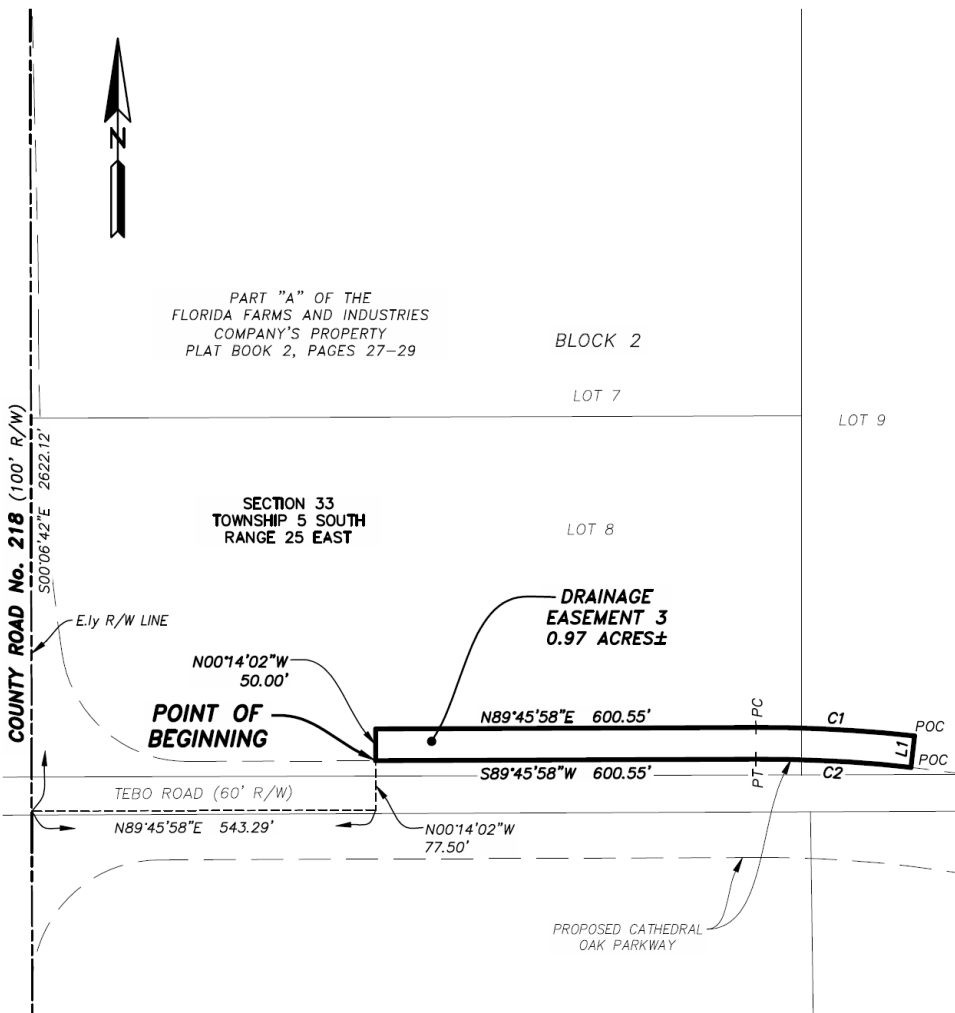 N
PART "A" OF THE
FLORIDA FARMS AND INDUSTRIES
COMPANY'S PROPERTY
PLAT BOOK 2, PAGES 27–29
BLOCK 2
LOT 7
LOT 9
COUNTY ROAD No. 218 (100' R/W)
S00°06'42"E 2622.12'
SECTION 33
TOWNSHIP 5 SOUTH
RANGE 25 EAST
LOT 8
E.ly R/W LINE
DRAINAGE
EASEMENT 3
0.97 ACRES±
N00°14'02"W
50.00'
POINT OF
BEGINNING
N89°45'58"E 600.55'
PC
C1
POC
L1
POC
S89°45'58"W 600.55'
PT
C2
TEBO ROAD (60' R/W)
N89°45'58"E 543.29'
N00°14'02"W
77.50'
PROPOSED CATHEDRAL
OAK PARKWAY